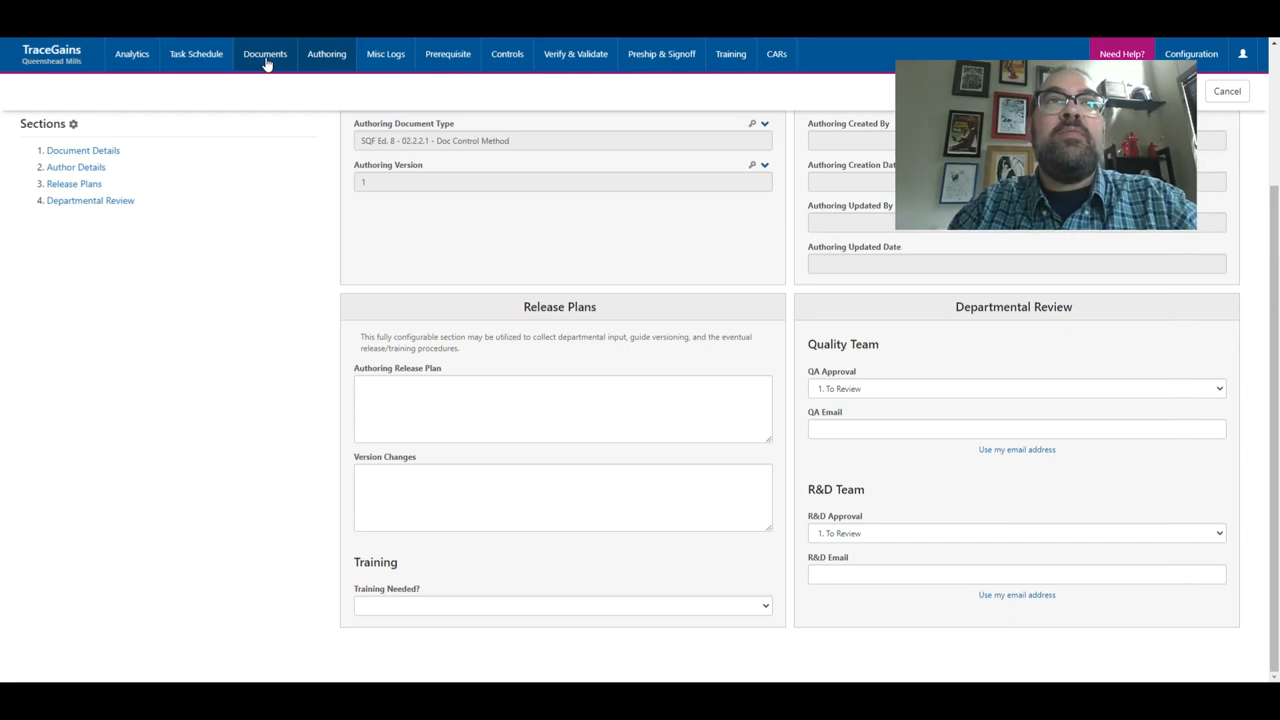 TraceGains
Queenshead Mills
Analytics
Task Schedule
Documents
Authoring
Misc Logs
Prerequisite
Controls
Verify & Validate
Preship & Signoff
Training
CARs
Need Help?
Configuration
Cancel
Sections
1. Document Details
2. Author Details
3. Release Plans
4. Departmental Review
Authoring Document Type
SQF Ed. 8 - 02.2.2.1 - Doc Control Method
Authoring Version
1
Authoring Created By
Authoring Creation Dat
Authoring Updated By
Authoring Updated Date
Release Plans
This fully configurable section may be utilized to collect departmental input, guide versioning, and the eventual
release/training procedures.
Authoring Release Plan
Version Changes
Training
Training Needed?
Departmental Review
Quality Team
QA Approval
1. To Review
QA Email
Use my email address
R&D Team
R&D Approval
1. To Review
R&D Email
Use my email address